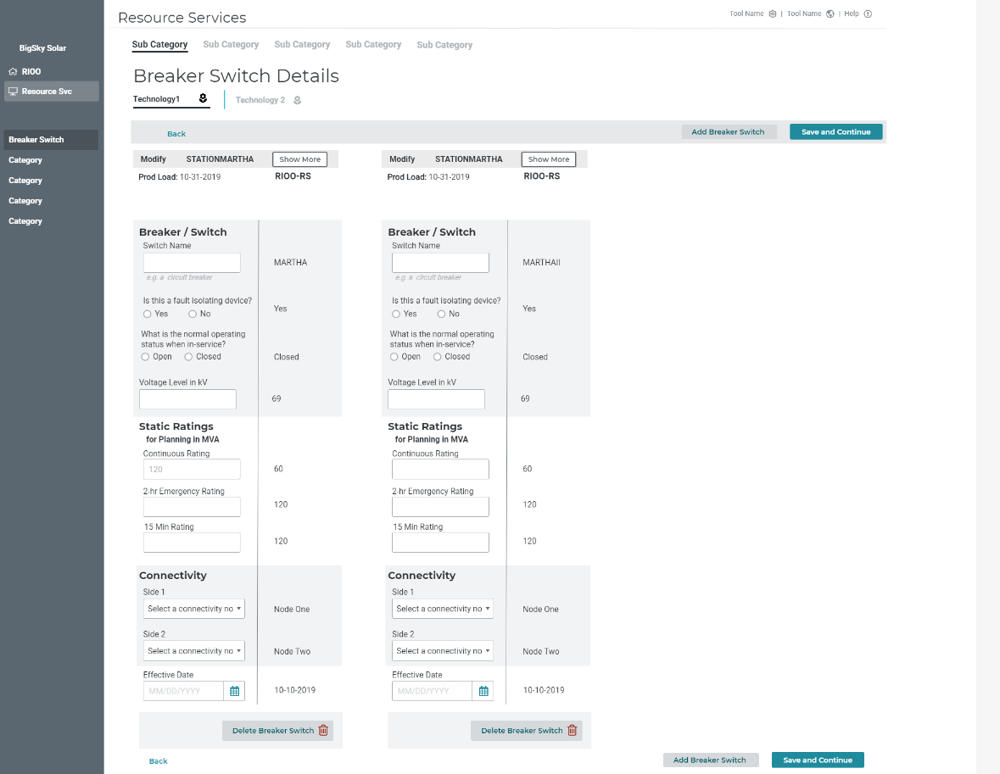 Resource Services
Tool Name | Tool Name | Help
BigSky Solar
RIOO
Resource Svc
Breaker Switch
Category
Category
Category
Category
Sub Category Sub Category Sub Category Sub Category Sub Category
Breaker Switch Details
Technology1 Technology 2
Back Add Breaker Switch Save and Continue
Modify STATIONMARTHA Show More
Prod Load: 10-31-2019 RIOO-RS
Breaker / Switch
Switch Name
MARTHA
e.g. a circuit breaker
Is this a fault isolating device?
Yes No
Yes
What is the normal operating
status when in-service?
Open Closed
Closed
Voltage Level in kV
69
Static Ratings
for Planning in MVA
Continuous Rating
120
60
2-hr Emergency Rating
120
15 Min Rating
120
Connectivity
Side 1
Select a connectivity no
Node One
Side 2
Select a connectivity no
Node Two
Effective Date
MM/DD/YYYY
10-10-2019
Delete Breaker Switch
Modify STATIONMARTHA Show More
Prod Load: 10-31-2019 RIOO-RS
Breaker / Switch
Switch Name
MARTHAII
e.g. a circuit breaker
Is this a fault isolating device?
Yes No
Yes
What is the normal operating
status when in-service?
Open Closed
Closed
Voltage Level in kV
69
Static Ratings
for Planning in MVA
Continuous Rating
60
2-hr Emergency Rating
120
15 Min Rating
120
Connectivity
Side 1
Select a connectivity no
Node One
Side 2
Select a connectivity no
Node Two
Effective Date
MM/DD/YYYY
10-10-2019
Delete Breaker Switch
Back Add Breaker Switch Save and Continue